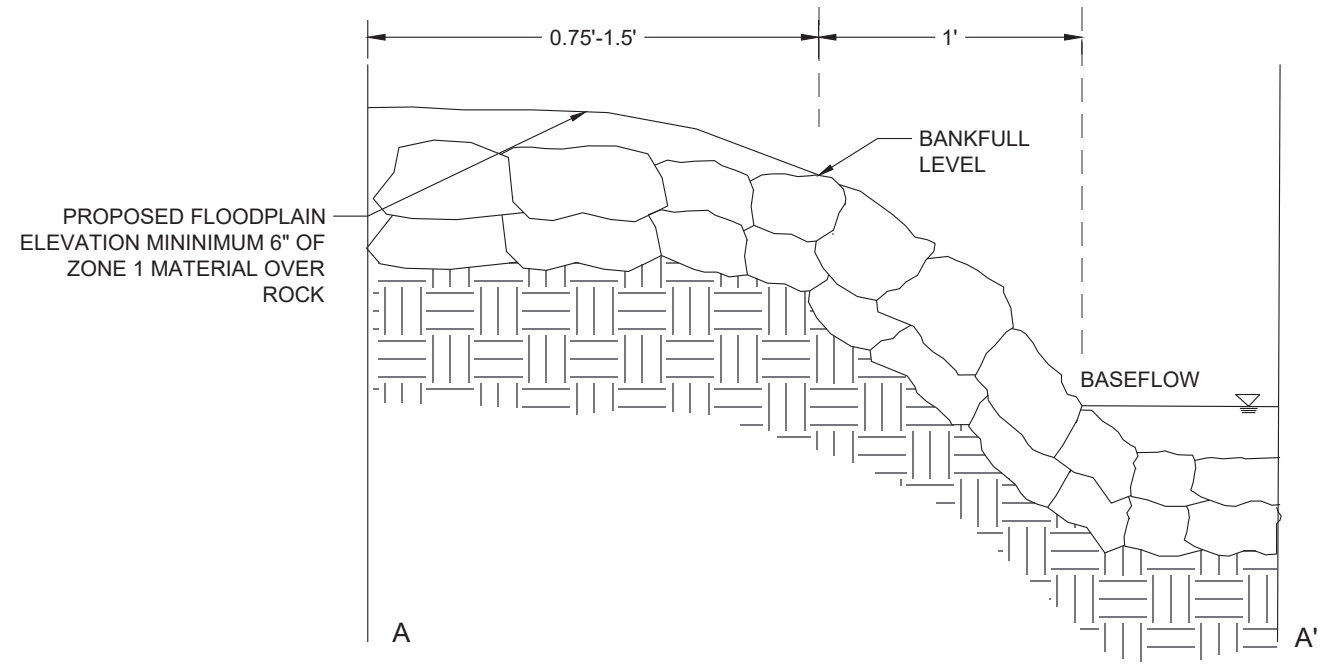 0.75'-1.5'
1'
BANKFULL
LEVEL
PROPOSED FLOODPLAIN
ELEVATION MININIMUM 6" OF
ZONE 1 MATERIAL OVER
ROCK
BASEFLOW
A
A'